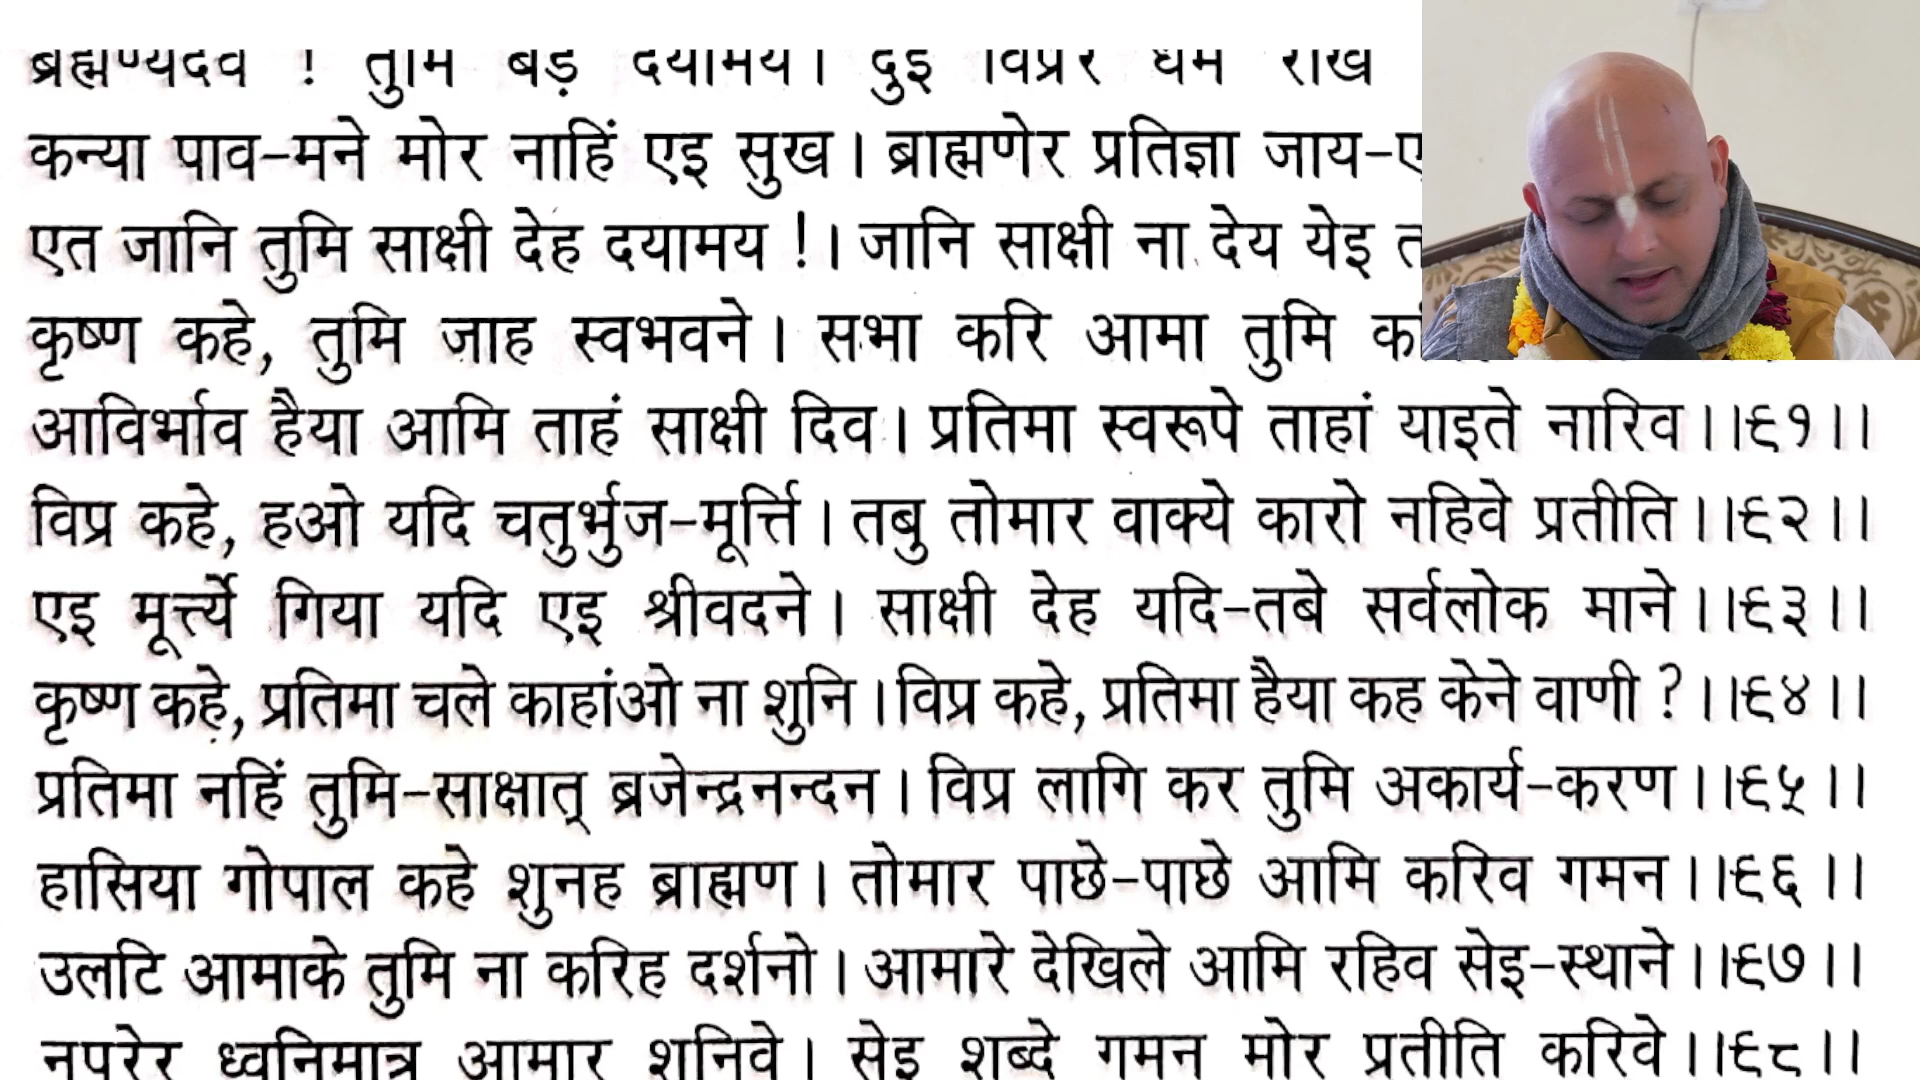 ब्रह्मण्यदेव ! तुमि बड़ दयामय। दुइ विप्रेर धर्म राख
कन्या पाव-मने मोर नाहिं एइ सुख। ब्राह्मणेर प्रतिज्ञा जाय-
एत जानि तुमि साक्षी देह दयामय !। जानि साक्षी ना देय येइ
कृष्ण कहे, तुमि जाह स्वभवने। सभा करि आमा तुमि
आविर्भाव हैया आमि ताहं साक्षी दिव। प्रतिमा स्वरूपे ताहां याइते नारिव।।९१।।
विप्र कहे, हओ यदि चतुर्भुज-मूर्त्ति। तबु तोमार वाक्ये कारो नहिवे प्रतीति।।९२।।
एइ मूर्त्त्ये गिया यदि एइ श्रीवदने। साक्षी देह यदि-तबे सर्वलोक माने।।९३।।
कृष्ण कहे, प्रतिमा चले काहांओ ना शुनि। विप्र कहे, प्रतिमा हैया कह केने वाणी ?।।९४।।
प्रतिमा नहिं तुमि-साक्षात् ब्रजेन्द्रनन्दन। विप्र लागि कर तुमि अकार्य-करण।।९५।।
हासिया गोपाल कहे शुनह ब्राह्मण। तोमार पाछे-पाछे आमि करिव गमन।।९६।।
उलटि आमाके तुमि ना करिह दर्शनो। आमारे देखिले आमि रहिव सेइ-स्थाने।।९७।।
नूपुरेर ध्वनिमात्र आमार शुनिवे। सेइ शब्दे गमन मोर प्रतीति करिवे।।९८।।